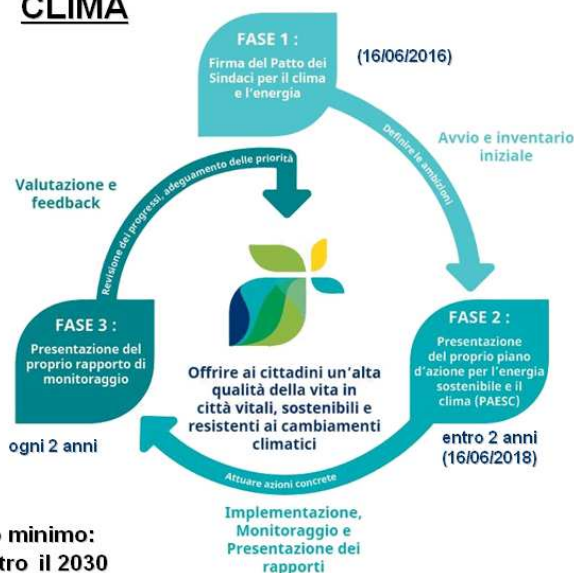 CLIMA
FASE 1 :
Firma del Patto dei
Sindaci per il clima
e l'energia
(16/06/2016)
Definire le ambizioni
Avvio e inventario
iniziale
FASE 2 :
Presentazione
del proprio piano
d'azione per l'energia
sostenibile e il
clima (PAESC)
entro 2 anni
(16/06/2018)
Attuare azioni concrete
Implementazione,
Monitoraggio e
Presentazione dei
rapporti
FASE 3 :
Presentazione del
proprio rapporto di
monitoraggio
ogni 2 anni
Revisione dei progressi, adeguamento delle priorità
Valutazione e
feedback
Offrire ai cittadini un'alta
qualità della vita in
città vitali, sostenibili e
resistenti ai cambiamenti
climatici
minimo:
il 2030